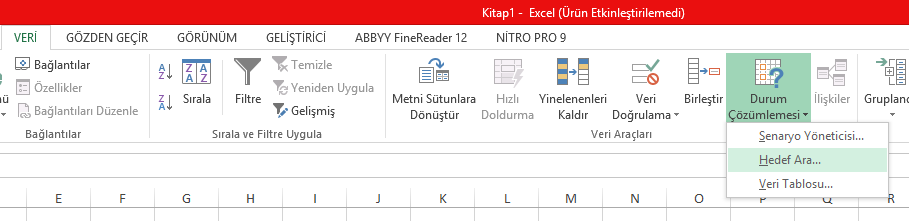 Kitap1 - Excel (Ürün Etkinleştirilemedi)
VERİ GÖZDEN GEÇİR GÖRÜNÜM GELİŞTİRİCİ ABBYY FineReader 12 NİTRO PRO 9
Bağlantılar
Özellikler
Bağlantıları Düzenle
Bağlantılar
A
Z
Z
A
Z A
A Z
Sırala
Filtre
Temizle
Yeniden Uygula
Gelişmiş
Sırala ve Filtre Uygula
Metni Sütunlara
Dönüştür
Hızlı
Doldurma
Yinelenenleri
Kaldır
Veri
Doğrulama
Birleştir
Durum
Çözümlemesi
İlişkiler
Veri Araçları
Gruplandı
Senaryo Yöneticisi...
Hedef Ara...
Veri Tablosu...
E F G H I J K L M N O P Q R